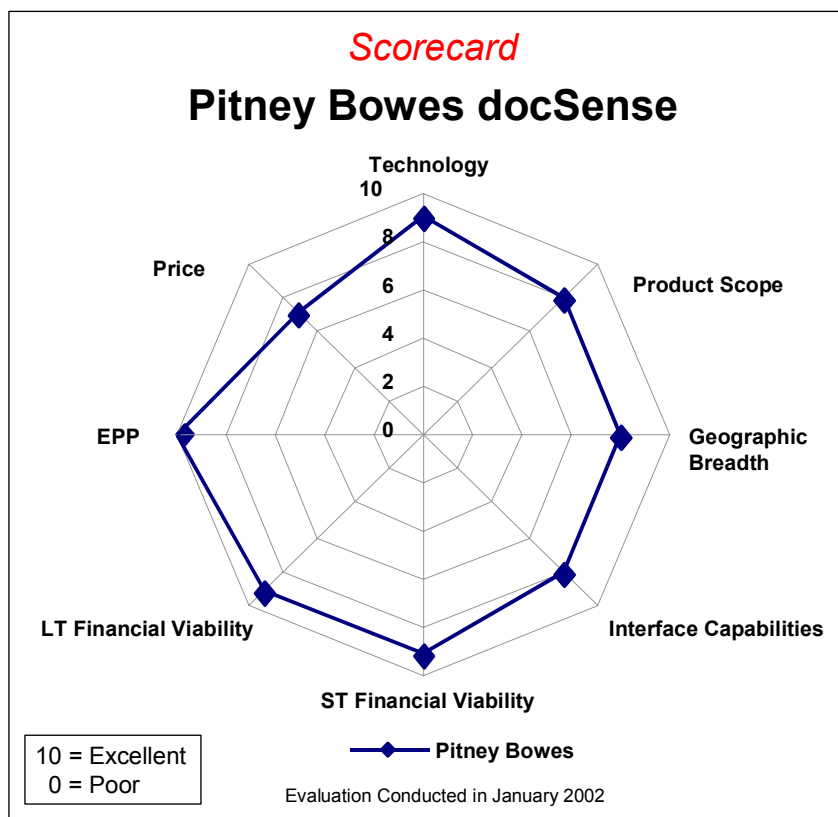 Scorecard
Pitney Bowes docSense
Technology
10
8
6
4
2
0
Price
Product Scope
EPP
Geographic
Breadth
LT Financial Viability
Interface Capabilities
ST Financial Viability
10 = Excellent
0 = Poor
Pitney Bowes
Evaluation Conducted in January 2002